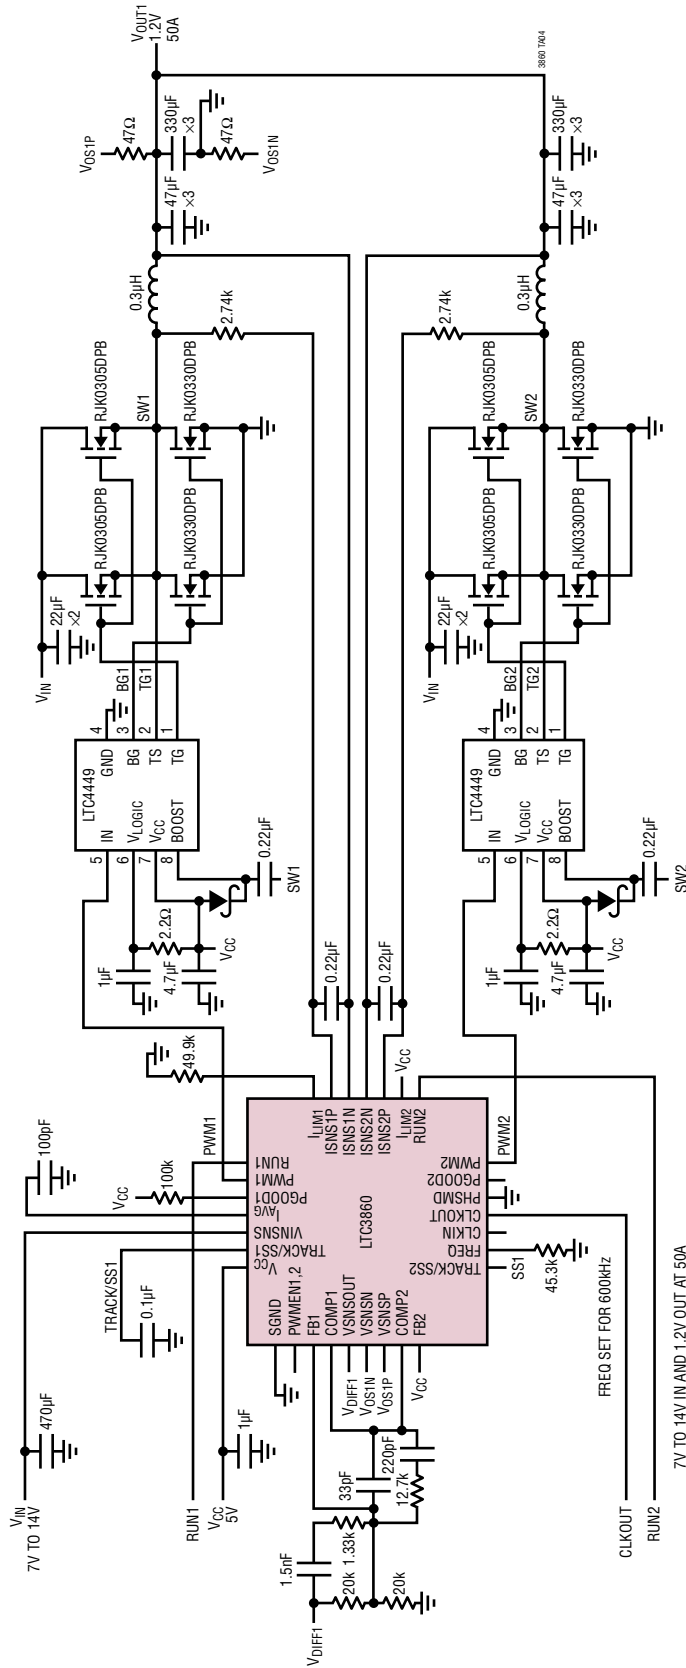 V_IN
7V TO 14V
470µF
RUN1
V_CC
5V
1µF
TRACK/SS1
0.1µF
V_CC
100k
100pF
49.9k
PWM1
V_CC
TRACK/SS1
VINSNS
I_AVG
PGOOD1
PWM1
RUN1
SGND
PWMEN1,2
FB1
COMP1
VSNSOUT
VSNSN
VSNSP
COMP2
FB2
LTC3860
I_LIM1
ISNS1P
ISNS1N
ISNS2N
ISNS2P
I_LIM2
RUN2
TRACK/SS2
FREQ
CLKIN
CLKOUT
PHSMD
PGOOD2
PWM2
V_DIFF1
V_OS1N
V_OS1P
V_CC
V_DIFF1
1.5nF
20k
1.33k
20k
33pF
220pF
12.7k
SS1
45.3k
FREQ SET FOR 600kHz
CLKOUT
RUN2
PWM2
V_CC
0.22µF
0.22µF
1µF
4.7µF
2.2Ω
V_CC
0.22µF
SW1
LTC4449
IN
V_LOGIC
V_CC
BOOST
GND
BG
TS
TG
5
6
7
8
4
3
2
1
BG1
TG1
V_IN
22µF
×2
RJK0305DPB
RJK0305DPB
RJK0330DPB
RJK0330DPB
SW1
2.74k
0.3µH
47µF
×3
330µF
×3
V_OS1P
47Ω
47Ω
V_OS1N
V_OUT1
1.2V
50A
1µF
4.7µF
2.2Ω
V_CC
0.22µF
SW2
LTC4449
IN
V_LOGIC
V_CC
BOOST
GND
BG
TS
TG
5
6
7
8
4
3
2
1
BG2
TG2
V_IN
22µF
×2
RJK0305DPB
RJK0305DPB
RJK0330DPB
RJK0330DPB
SW2
2.74k
0.3µH
47µF
×3
330µF
×3
3860 TA04
7V TO 14V IN AND 1.2V OUT AT 50A